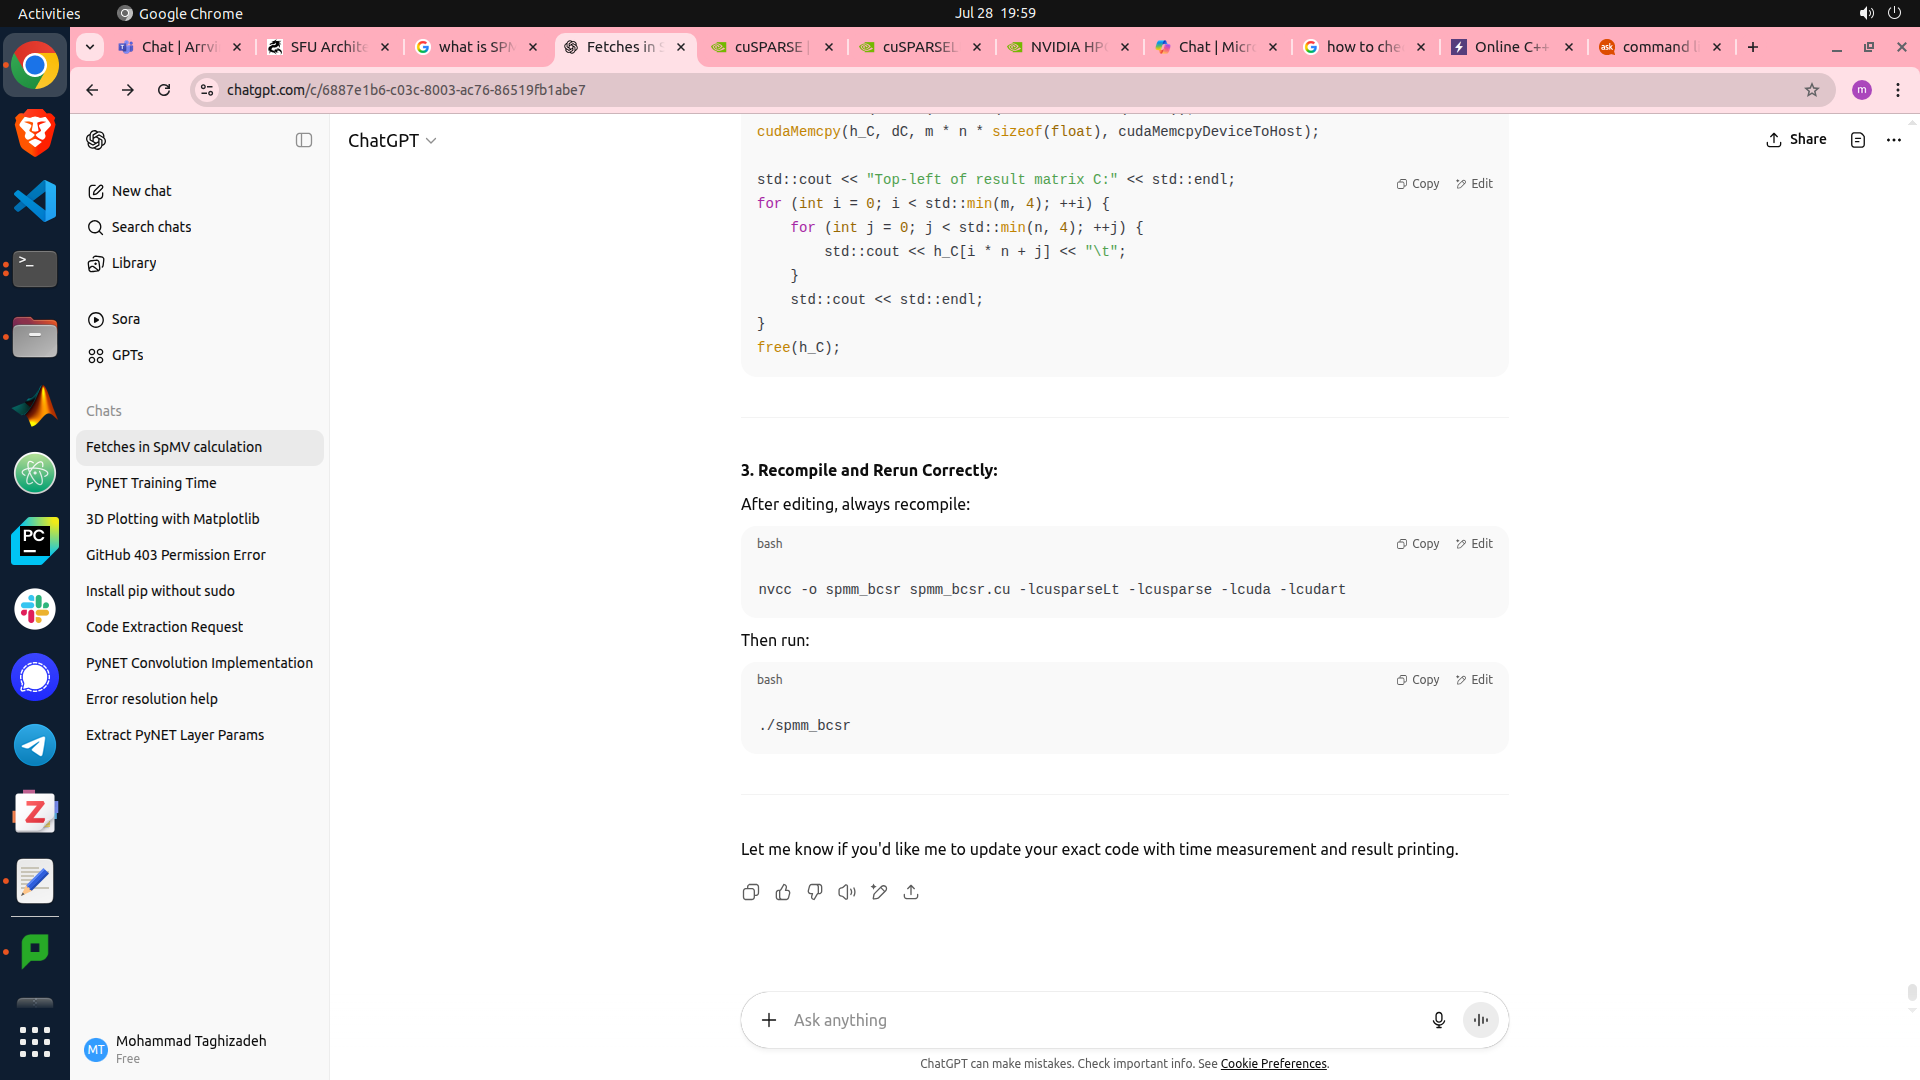 Activities
Google Chrome
Jul 28 19:59
Chat | Arrvi
SFU Archite
what is SPM
Fetches in S
cuSPARSE |
cuSPARSEL
NVIDIA HPC
Chat | Micro
how to che
Online C++
command l
chatgpt.com/c/6887e1b6-c03c-8003-ac76-86519fb1abe7
m
ChatGPT
Share
New chat
Search chats
Library
Sora
GPTs
Chats
Fetches in SpMV calculation
PyNET Training Time
3D Plotting with Matplotlib
GitHub 403 Permission Error
Install pip without sudo
Code Extraction Request
PyNET Convolution Implementation
Error resolution help
Extract PyNET Layer Params
MT
Mohammad Taghizadeh
Free
cudaMemcpy(h_C, dC, m * n * sizeof(float), cudaMemcpyDeviceToHost);
Copy Edit
std::cout << "Top-left of result matrix C:" << std::endl;
for (int i = 0; i < std::min(m, 4); ++i) {
    for (int j = 0; j < std::min(n, 4); ++j) {
        std::cout << h_C[i * n + j] << "\t";
    }
    std::cout << std::endl;
}
free(h_C);
3. Recompile and Rerun Correctly:
After editing, always recompile:
bash
Copy Edit
nvcc -o spmm_bcsr spmm_bcsr.cu -lcusparseLt -lcusparse -lcuda -lcudart
Then run:
bash
Copy Edit
./spmm_bcsr
Let me know if you'd like me to update your exact code with time measurement and result printing.
Ask anything
ChatGPT can make mistakes. Check important info. See Cookie Preferences.